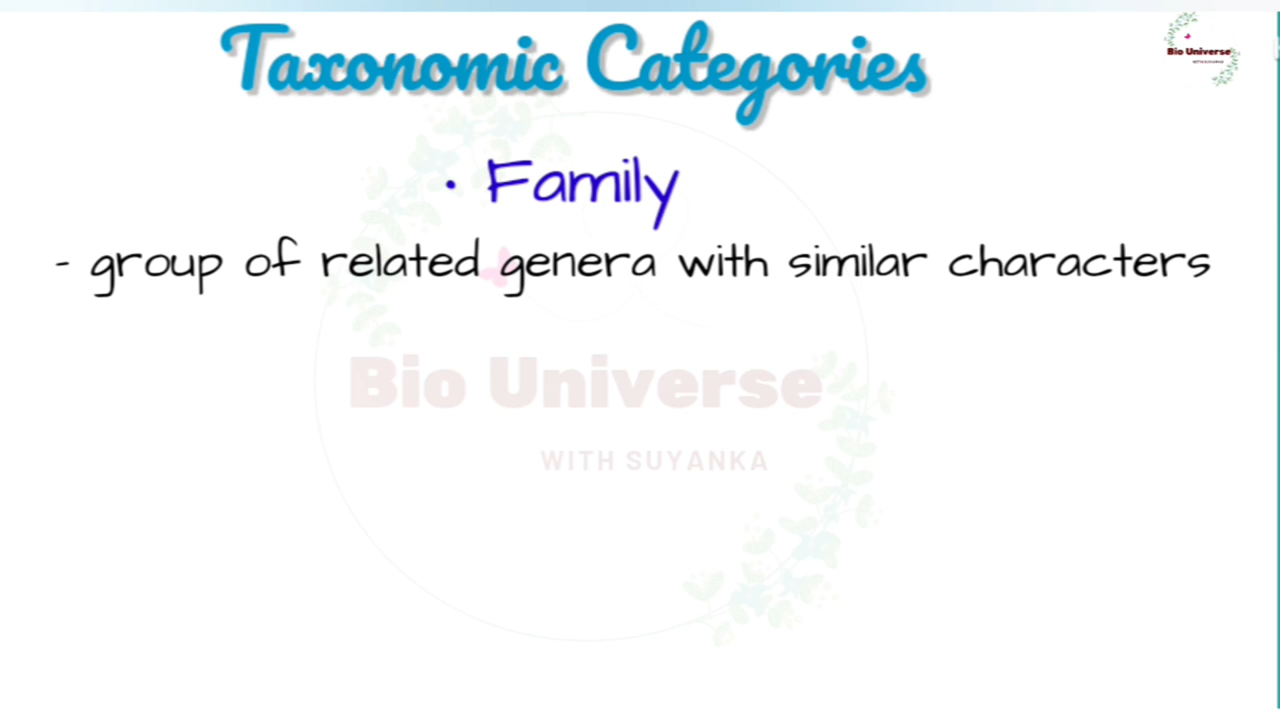 Taxonomic Categories
Bio Universe
• Family
- group of related genera with similar characters
Bio Universe
WITH SUYANKA